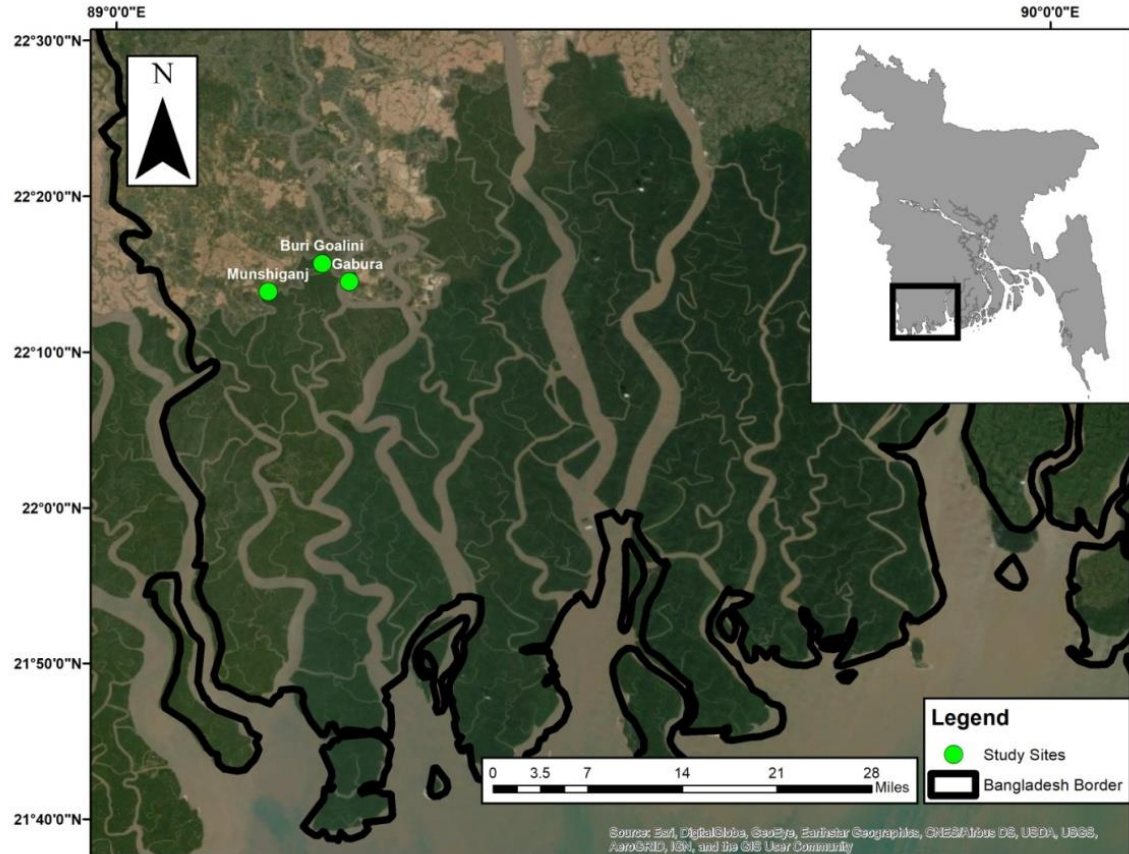 89°0'0"E
90°0'0"E
22°30'0"N
N
22°20'0"N
Buri Goalini
Gabura
Munshiganj
22°10'0"N
22°0'0"N
21°50'0"N
Legend
Study Sites
Bangladesh Border
0 3.5 7 14 21 28
Miles
21°40'0"N
Source: Esri, DigitalGlobe, GeoEye, Earthstar Geographics, CNES/Airbus DS, USDA, USGS,
AeroGRID, IGN, and the GIS User Community